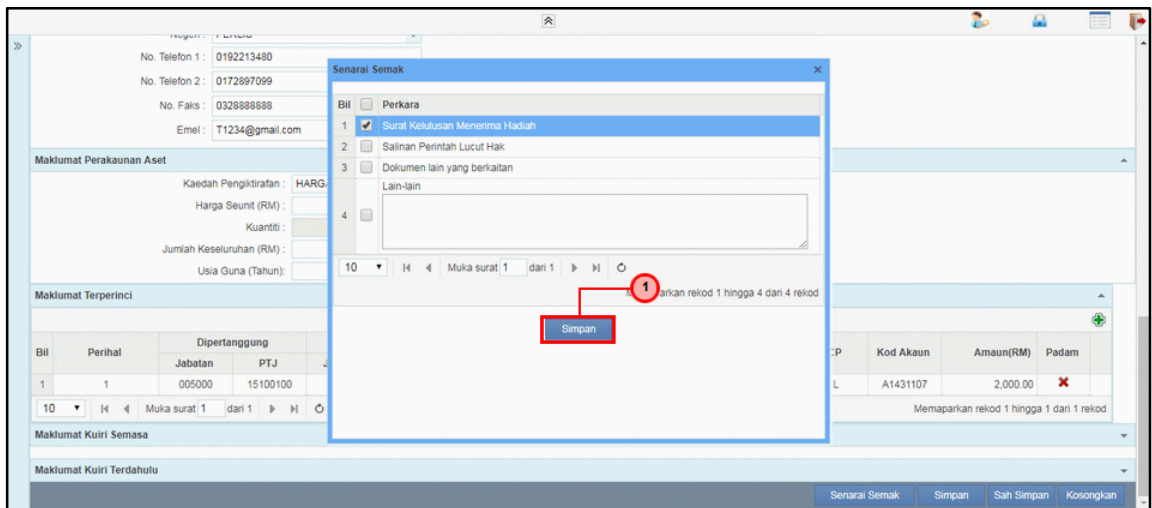 No. Telefon 1 : 0192213480
No. Telefon 2 : 0172897099
No. Faks : 0328888888
Emel : T1234@gmail.com
Maklumat Perakaunan Aset
Kaedah Pengiktirafan : HARGA
Harga Seunit (RM) :
Kuantiti :
Jumlah Keseluruhan (RM) :
Usia Guna (Tahun):
Senarai Semak ×
Bil Perkara
1 Surat Kelulusan Menerima Hadiah
2 Salinan Perintah Lucut Hak
3 Dokumen lain yang berkaitan
4 Lain-lain
10 Muka surat 1 dari 1
1
arkan rekod 1 hingga 4 dari 4 rekod
Simpan
Maklumat Terperinci
Bil Perihal Dipertanggung Kod Akaun Amaun(RM) Padam
Jabatan PTJ
1 1 005000 15100100 L A1431107 2,000.00
10 Muka surat 1 dari 1 Memaparkan rekod 1 hingga 1 dari 1 rekod
Maklumat Kuiri Semasa
Maklumat Kuiri Terdahulu
Senarai Semak Simpan Sah Simpan Kosongkan